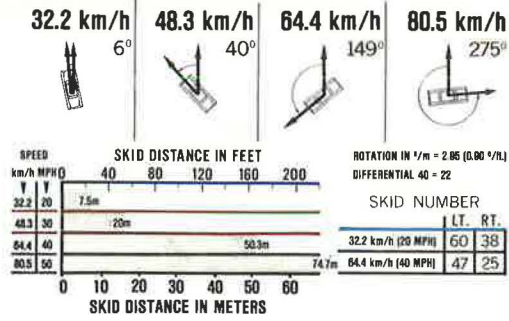 32.2 km/h 48.3 km/h 64.4 km/h 80.5 km/h
6° 40° 149° 275°
SPEED
km/h MPH
SKID DISTANCE IN FEET
0 40 80 120 160 200
32.2 20 7.5m
48.3 30 20m
64.4 40 50.3m
80.5 50 74.7m
0 10 20 30 40 50 60
SKID DISTANCE IN METERS
ROTATION IN °/m = 2.95 (0.90 °/ft.)
DIFFERENTIAL 40 = 22
SKID NUMBER
LT. RT.
32.2 km/h (20 MPH) 60 38
64.4 km/h (40 MPH) 47 25